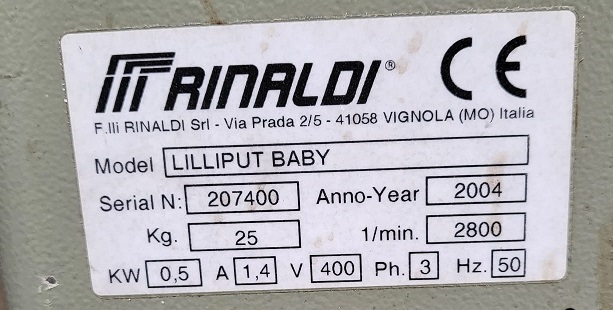 RINALDI® CE
F.lli RINALDI Srl - Via Prada 2/5 - 41058 VIGNOLA (MO) Italia
Model LILLIPUT BABY
Serial N: 207400 Anno-Year 2004
Kg. 25 1/min. 2800
KW 0,5 A 1,4 V 400 Ph. 3 Hz. 50